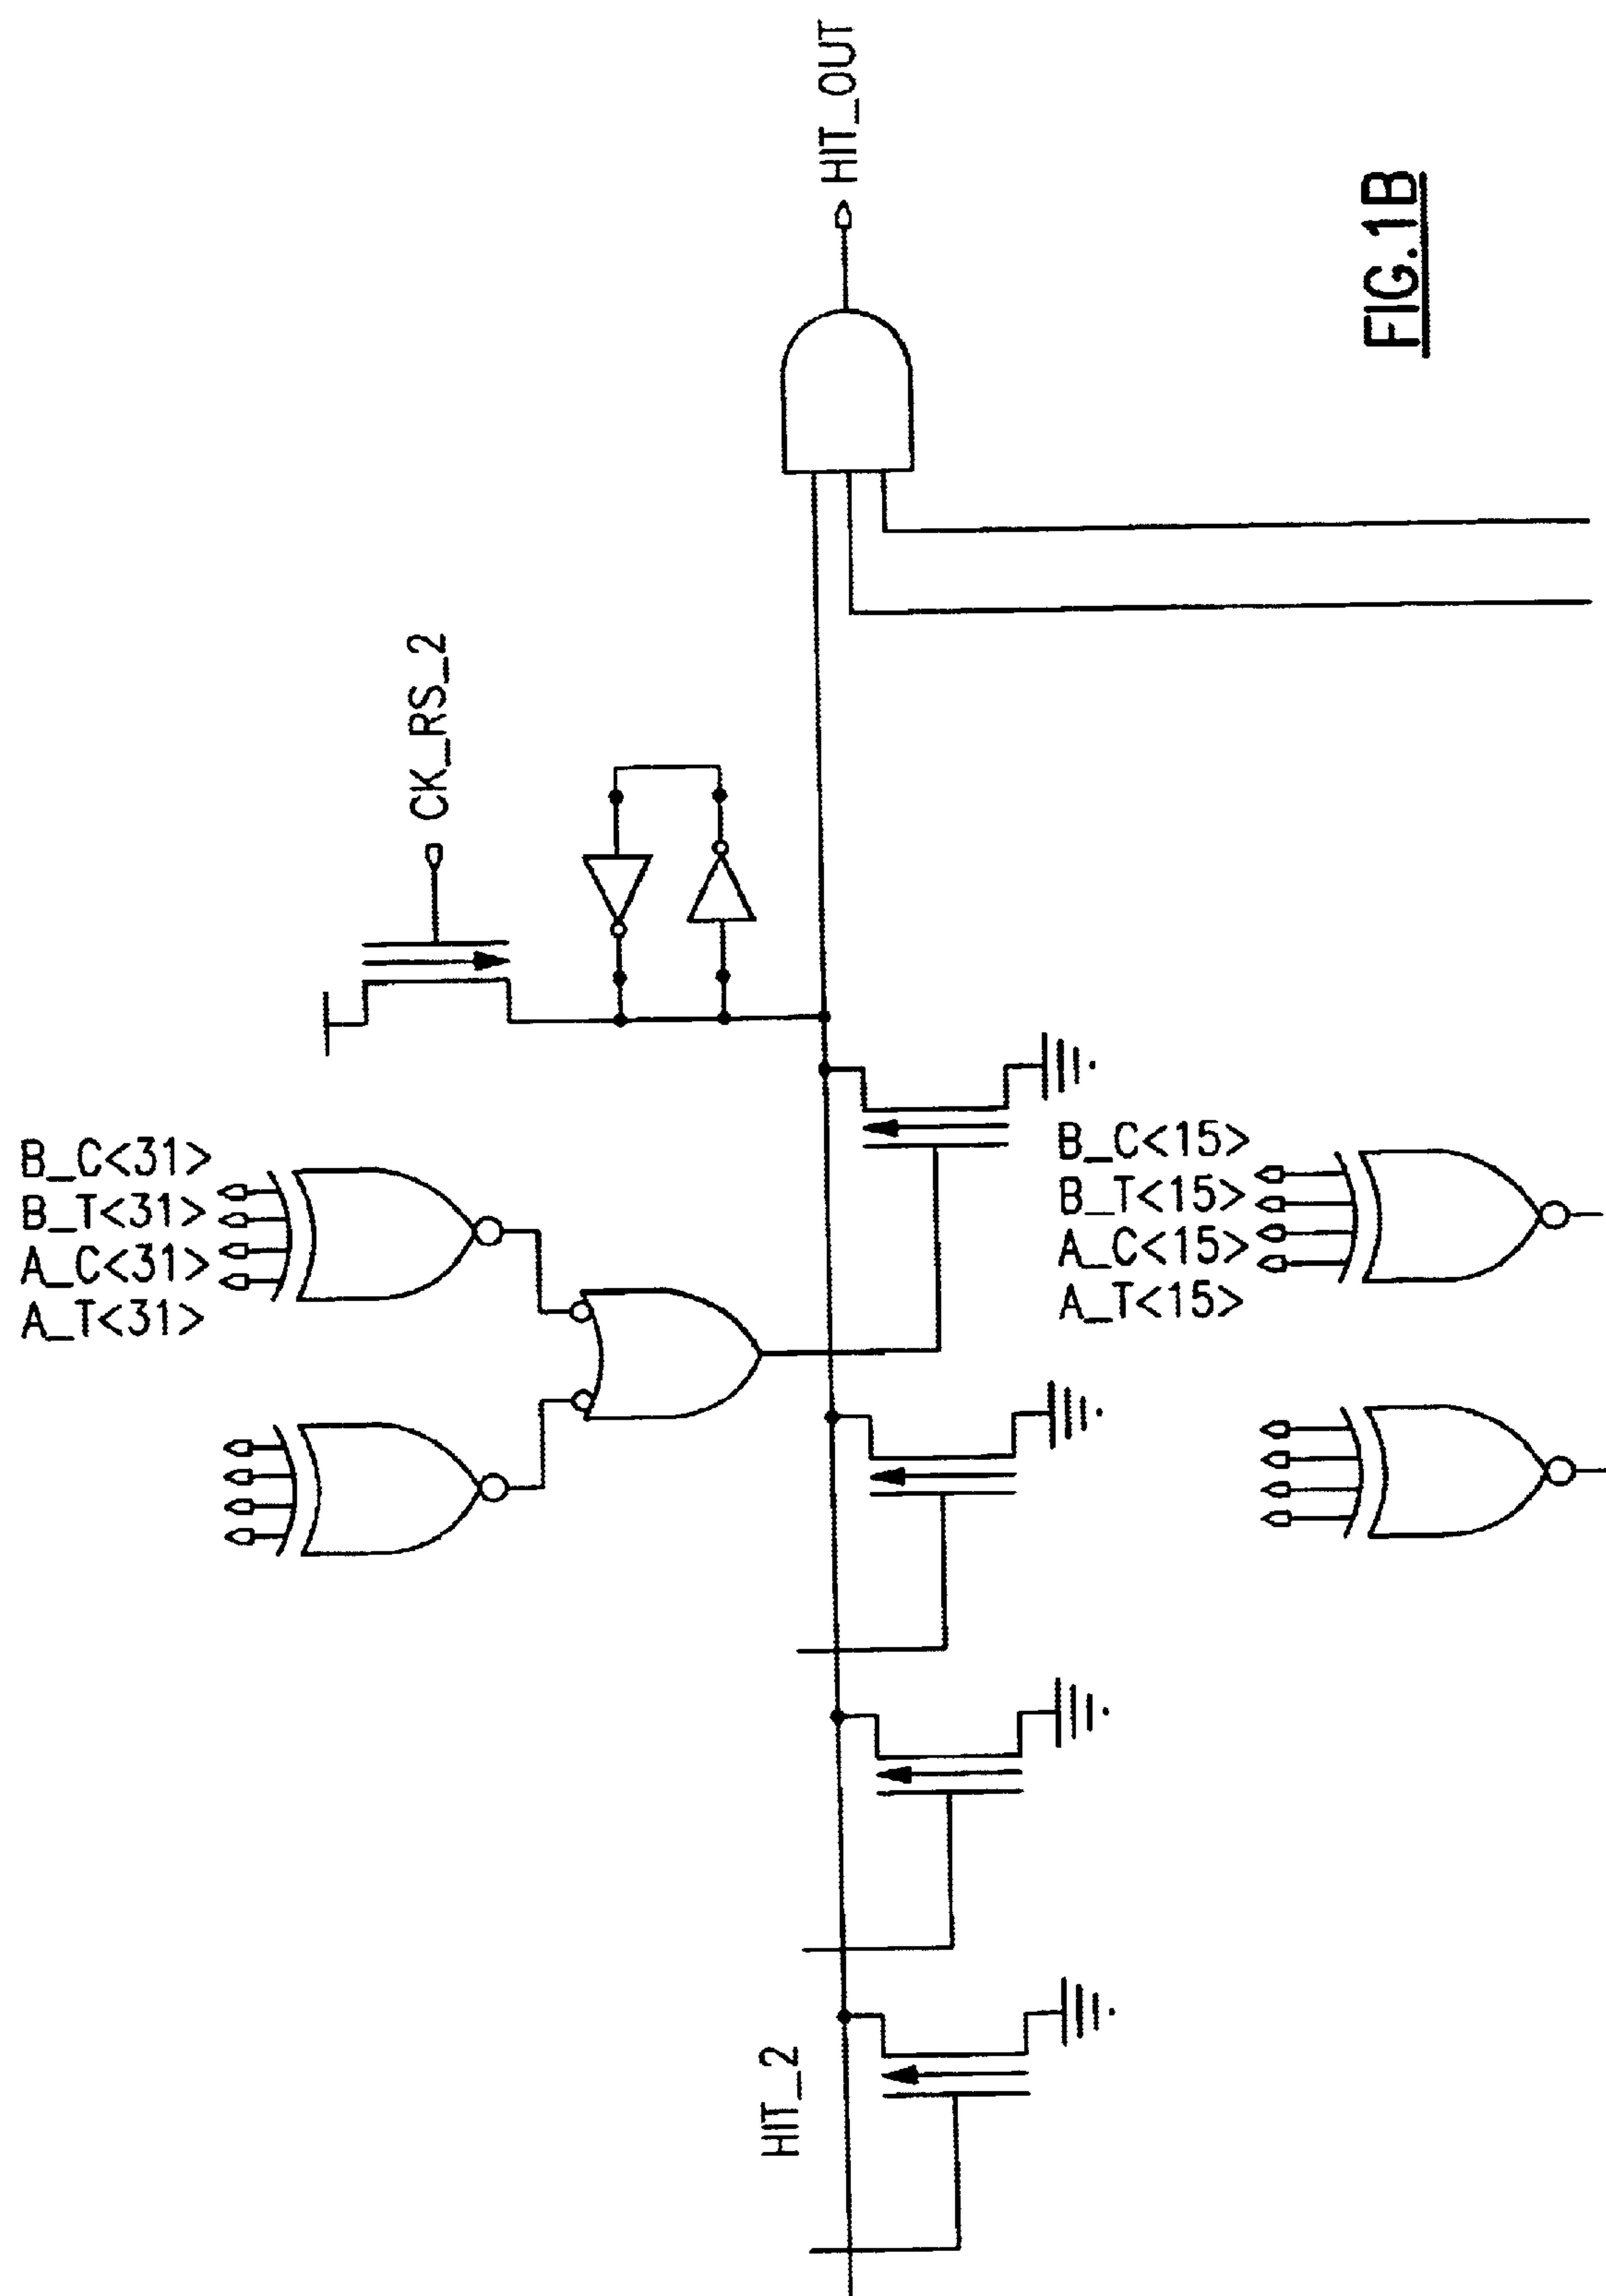 HIT_OUT
CK_RS_2
B_C<31>
B_T<31>
A_C<31>
A_T<31>
B_C<15>
B_T<15>
A_C<15>
A_T<15>
HIT_2
FIG.1B